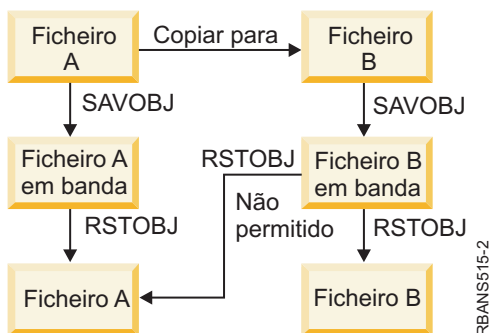 Ficheiro
A
Copiar para
Ficheiro
B
SAVOBJ
SAVOBJ
Ficheiro A
em banda
RSTOBJ
Ficheiro B
em banda
Não
permitido
RSTOBJ
RSTOBJ
Ficheiro A
Ficheiro B
RBANS515-2